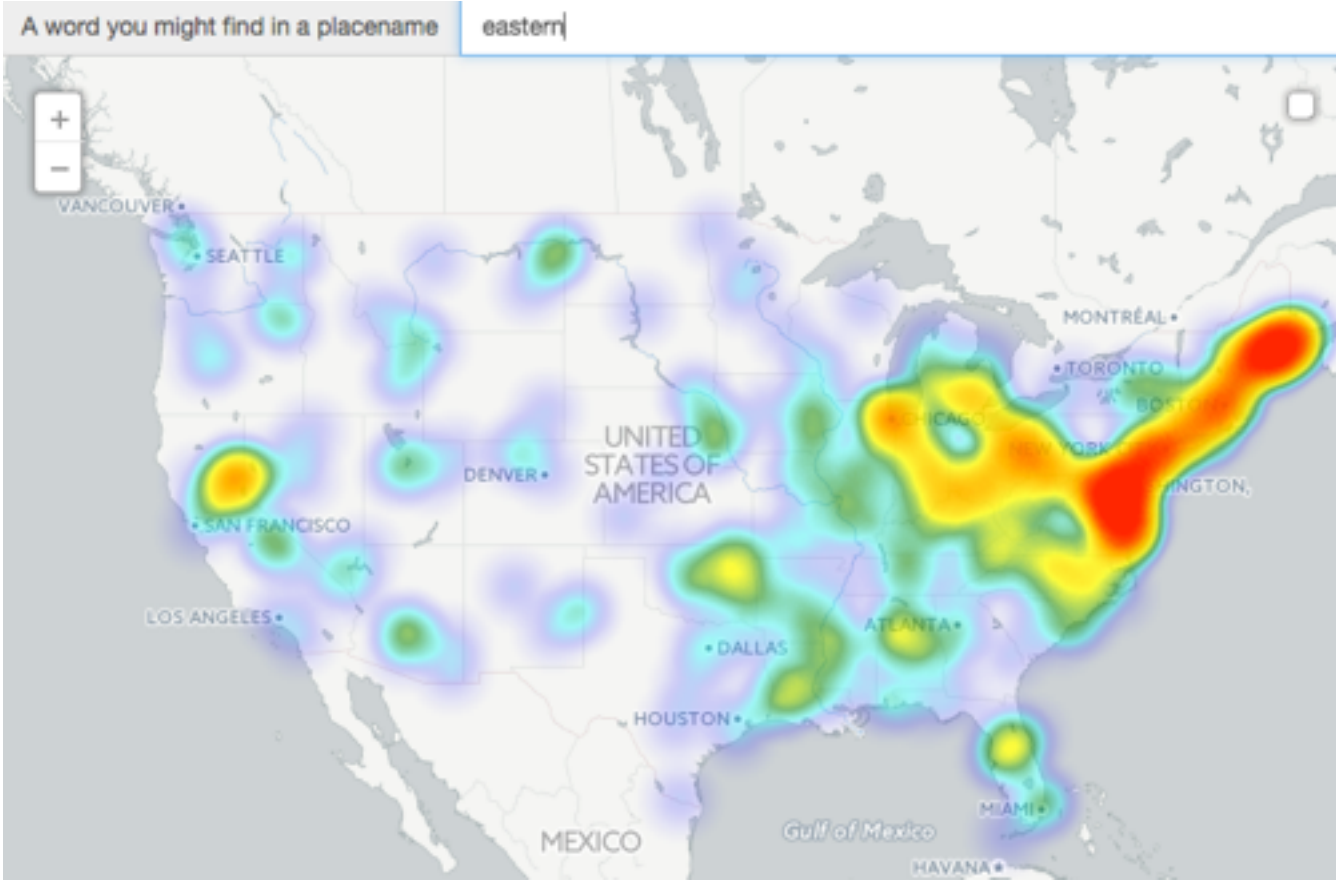 A word you might find in a placename
eastern
+
−
VANCOUVER
SEATTLE
MONTRÉAL
TORONTO
BOSTON
CHICAGO
NEW YORK
UNITED
STATES OF
AMERICA
DENVER
INGTON,
SAN FRANCISCO
LOS ANGELES
ATLANTA
DALLAS
HOUSTON
MIAMI
MEXICO
Gulf of Mexico
HAVANA